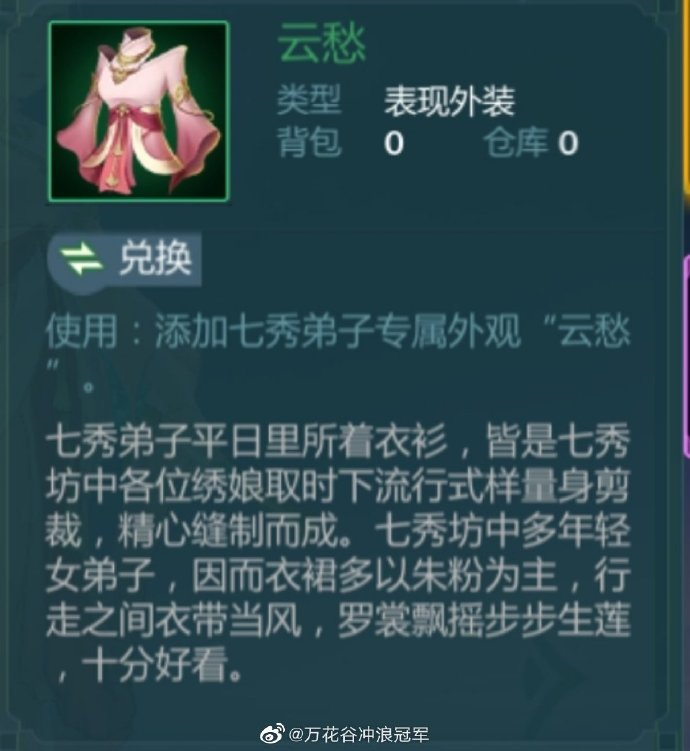 云愁
类型 表现外装
背包 0 仓库 0
兑换
使用：添加七秀弟子专属外观“云愁
”。
七秀弟子平日里所着衣衫，皆是七秀
坊中各位绣娘取时下流行式样量身剪
裁，精心缝制而成。七秀坊中多年轻
女弟子，因而衣裙多以朱粉为主，行
走之间衣带当风，罗裳飘摇步步生莲
，十分好看。
@万花谷冲浪冠军